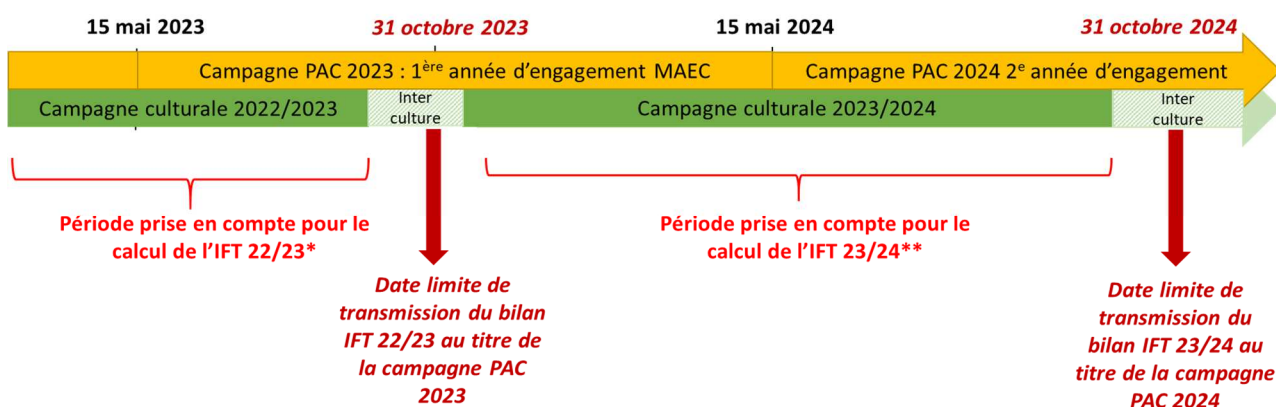 15 mai 2023
31 octobre 2023
15 mai 2024
31 octobre 2024
Campagne PAC 2023 : 1ère année d'engagement MAEC
Campagne PAC 2024 2e année d'engagement
Campagne culturale 2022/2023
Inter
culture
Campagne culturale 2023/2024
Inter
culture
Période prise en compte pour le
calcul de l'IFT 22/23*
Période prise en compte pour le
calcul de l'IFT 23/24**
Date limite de
transmission du bilan
IFT 22/23 au titre de
la campagne PAC
2023
Date limite de
transmission du
bilan IFT 23/24 au
titre de la campagne
PAC 2024